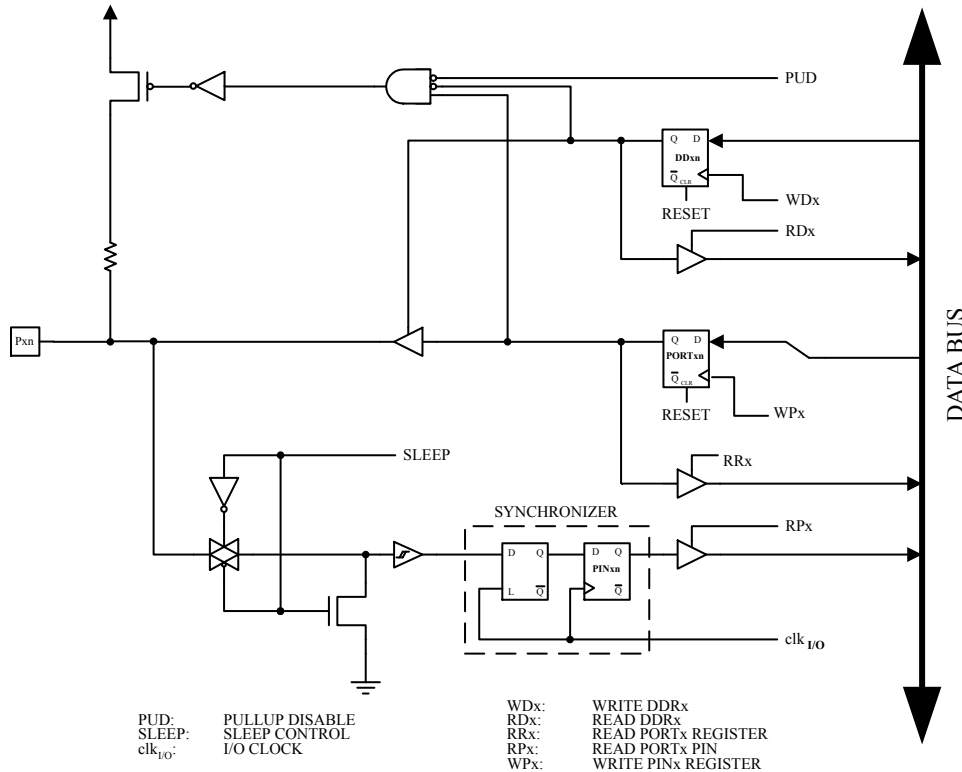 PUD
Q D
DDxn
Q CLR
WDx
RESET
RDx
Pxn
Q D
PORTxn
Q CLR
RESET
WPx
DATA BUS
SLEEP
RRx
SYNCHRONIZER
D Q
L Q
D Q
PINxn
Q
RPx
clk I/O
PUD: PULLUP DISABLE
SLEEP: SLEEP CONTROL
clkI/O: I/O CLOCK
WDx: WRITE DDRx
RDx: READ DDRx
RRx: READ PORTx REGISTER
RPx: READ PORTx PIN
WPx: WRITE PINx REGISTER